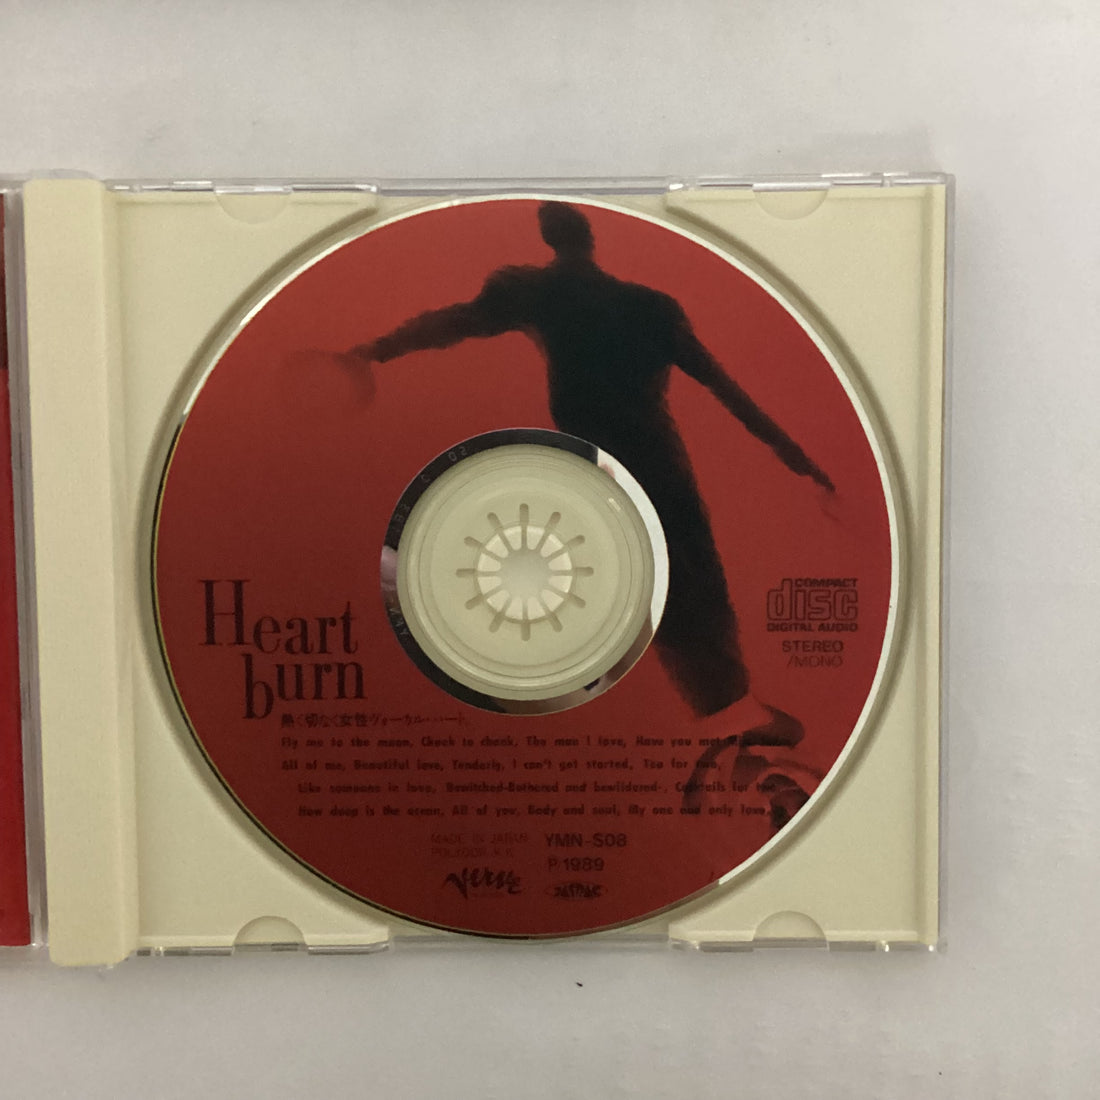 Heart
burn
熱く切なく女性ヴォーカル・ハート
Fly me to the moon, Cheek to cheek, The man I love, Have you met
All of me, Beautiful love, Tenderly, I can't get started, Tea for two,
Like someone in love, Bewitched-Bothered and bewildered-, Cocktails for two
How deep is the ocean, All of you, Body and soul, My one and only love,
MADE IN JAPAN YMN-S08
POLYDOR K.K. P.1989
Verve
JASRAC
COMPACT
disc
DIGITAL AUDIO
STEREO
/MONO